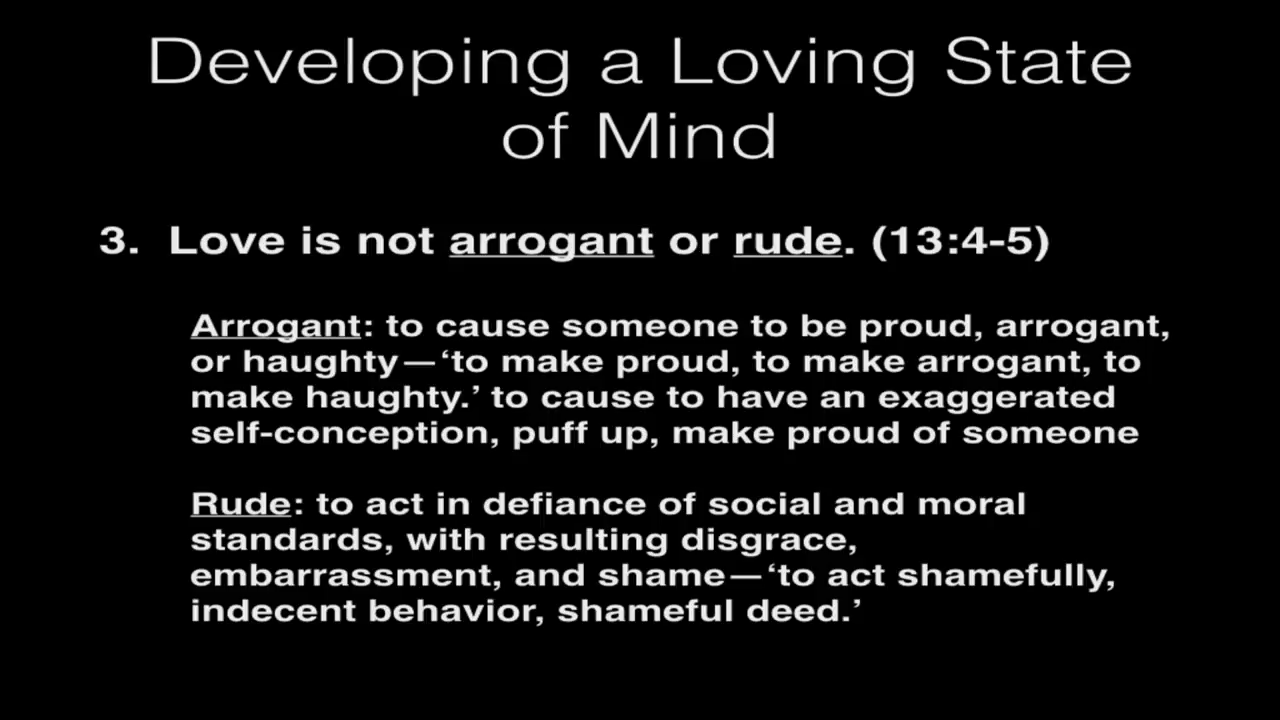 Developing a Loving State
of Mind
3. Love is not arrogant or rude. (13:4-5)
Arrogant: to cause someone to be proud, arrogant,
or haughty—‘to make proud, to make arrogant, to
make haughty.’ to cause to have an exaggerated
self-conception, puff up, make proud of someone
Rude: to act in defiance of social and moral
standards, with resulting disgrace,
embarrassment, and shame—‘to act shamefully,
indecent behavior, shameful deed.’